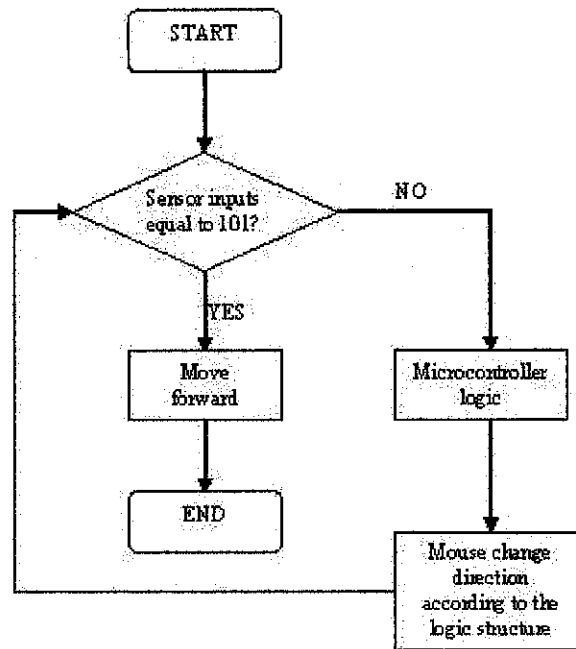 START
Sensor inputs
equal to 101?
NO
YES
Move
forward
Microcontroller
logic
END
Mouse change
direction
according to the
logic structure